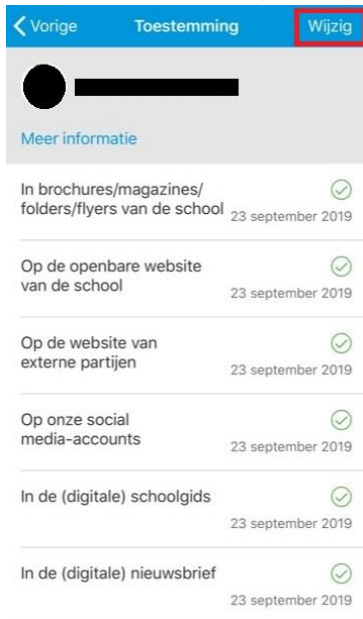 Vorige Toestemming Wijzig
Meer informatie
In brochures/magazines/
folders/flyers van de school
23 september 2019
Op de openbare website
van de school
23 september 2019
Op de website van
externe partijen
23 september 2019
Op onze social
media-accounts
23 september 2019
In de (digitale) schoolgids
23 september 2019
In de (digitale) nieuwsbrief
23 september 2019